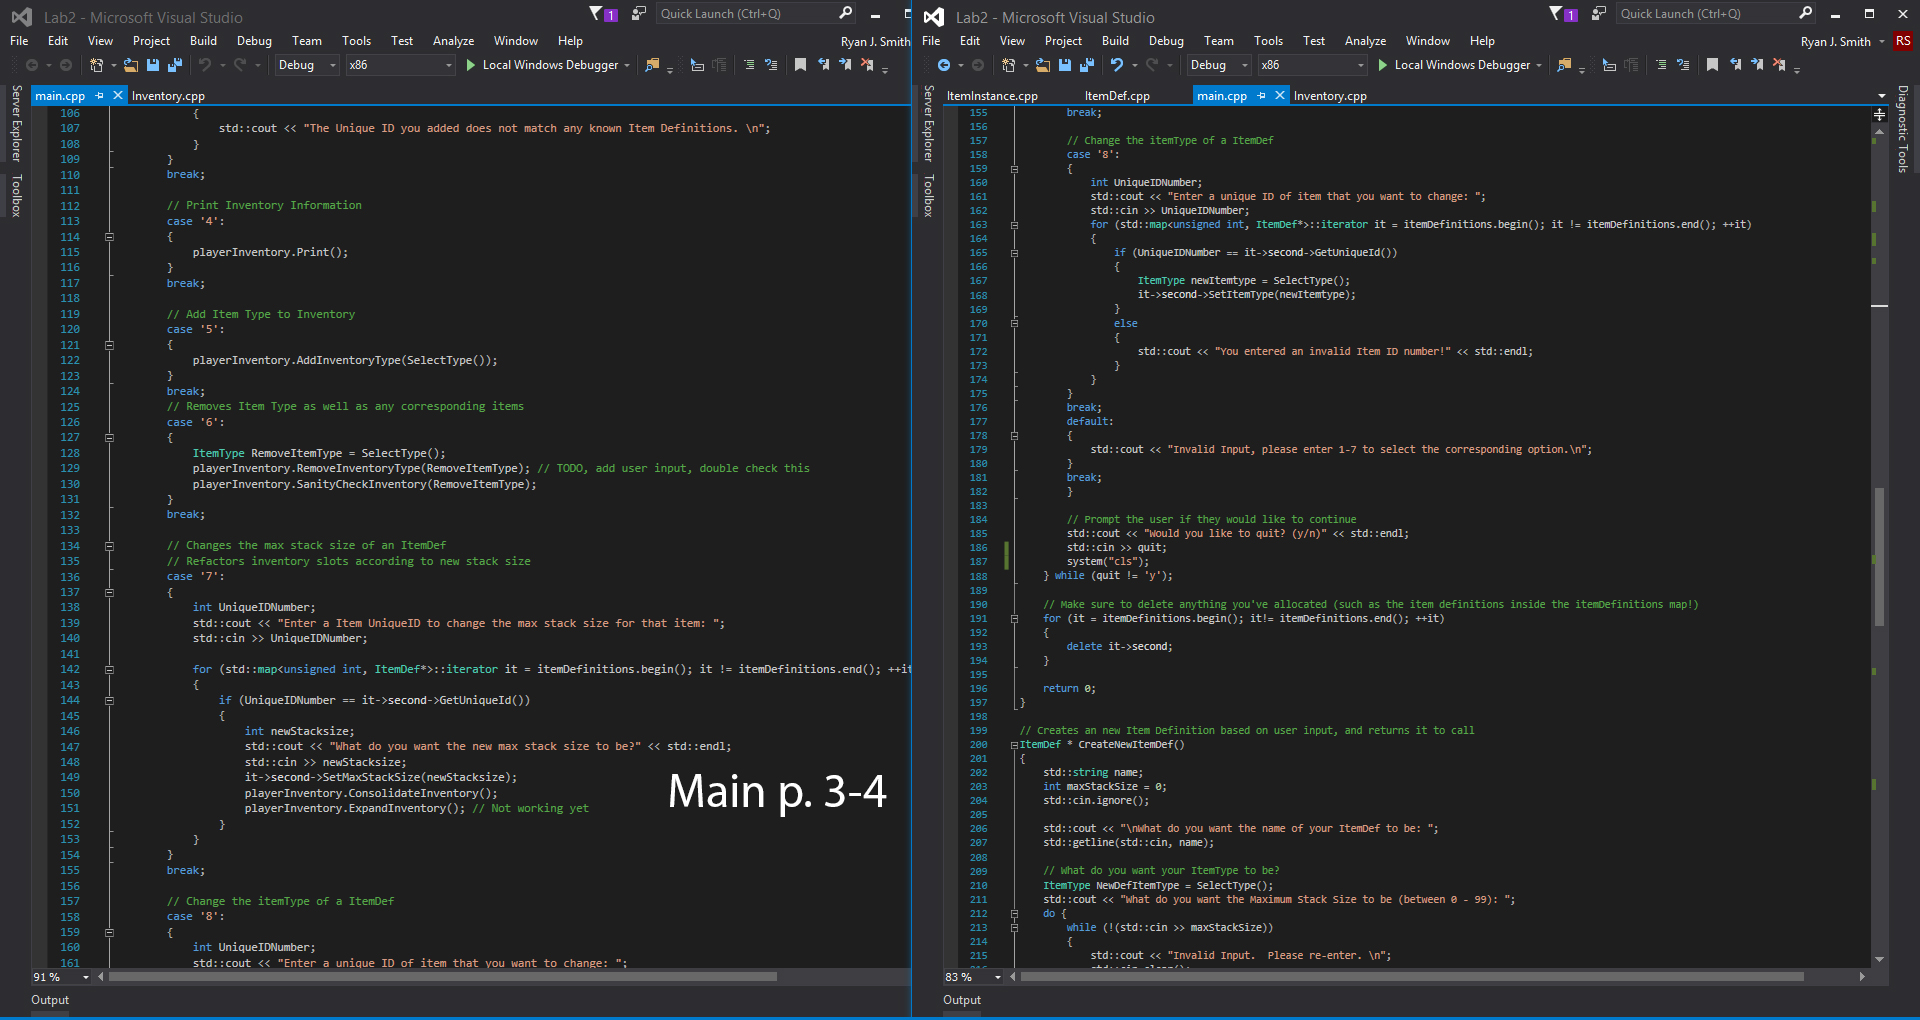 Lab2 - Microsoft Visual Studio
1
Quick Launch (Ctrl+Q)
File Edit View Project Build Debug Team Tools Test Analyze Window Help
Ryan J. Smith
Debug x86 Local Windows Debugger
Server Explorer
Toolbox
main.cpp Inventory.cpp
106 {
107 std::cout << "The Unique ID you added does not match any known Item Definitions. \n";
108 }
109 }
110 break;
111
112 // Print Inventory Information
113 case '4':
114 {
115 playerInventory.Print();
116 }
117 break;
118
119 // Add Item Type to Inventory
120 case '5':
121 {
122 playerInventory.AddInventoryType(SelectType());
123 }
124 break;
125 // Removes Item Type as well as any corresponding items
126 case '6':
127 {
128 ItemType RemoveItemType = SelectType();
129 playerInventory.RemoveInventoryType(RemoveItemType); // TODO, add user input, double check this
130 playerInventory.SanityCheckInventory(RemoveItemType);
131 }
132 break;
133
134 // Changes the max stack size of an ItemDef
135 // Refactors inventory slots according to new stack size
136 case '7':
137 {
138 int UniqueIDNumber;
139 std::cout << "Enter a Item UniqueID to change the max stack size for that item: ";
140 std::cin >> UniqueIDNumber;
141
142 for (std::map<unsigned int, ItemDef*>::iterator it = itemDefinitions.begin(); it != itemDefinitions.end(); ++it
143 {
144 if (UniqueIDNumber == it->second->GetUniqueId())
145 {
146 int newStacksize;
147 std::cout << "What do you want the new max stack size to be?" << std::endl;
148 std::cin >> newStacksize;
149 it->second->SetMaxStackSize(newStacksize);
150 playerInventory.ConsolidateInventory();
151 playerInventory.ExpandInventory(); // Not working yet
152 }
153 }
154 }
155 break;
156
157 // Change the itemType of a ItemDef
158 case '8':
159 {
160 int UniqueIDNumber;
161 std::cout << "Enter a unique ID of item that you want to change: ";
Main p. 3-4
91 %
Output
Lab2 - Microsoft Visual Studio
1
Quick Launch (Ctrl+Q)
File Edit View Project Build Debug Team Tools Test Analyze Window Help
Ryan J. Smith RS
Debug x86 Local Windows Debugger
Server Explorer
Toolbox
Diagnostic Tools
ItemInstance.cpp ItemDef.cpp main.cpp Inventory.cpp
155 break;
156
157 // Change the itemType of a ItemDef
158 case '8':
159 {
160 int UniqueIDNumber;
161 std::cout << "Enter a unique ID of item that you want to change: ";
162 std::cin >> UniqueIDNumber;
163 for (std::map<unsigned int, ItemDef*>::iterator it = itemDefinitions.begin(); it != itemDefinitions.end(); ++it)
164 {
165 if (UniqueIDNumber == it->second->GetUniqueId())
166 {
167 ItemType newItemtype = SelectType();
168 it->second->SetItemType(newItemtype);
169 }
170 else
171 {
172 std::cout << "You entered an invalid Item ID number!" << std::endl;
173 }
174 }
175 }
176 break;
177 default:
178 {
179 std::cout << "Invalid Input, please enter 1-7 to select the corresponding option.\n";
180 }
181 break;
182 }
183
184 // Prompt the user if they would like to continue
185 std::cout << "Would you like to quit? (y/n)" << std::endl;
186 std::cin >> quit;
187 system("cls");
188 } while (quit != 'y');
189
190 // Make sure to delete anything you've allocated (such as the item definitions inside the itemDefinitions map!)
191 for (it = itemDefinitions.begin(); it!= itemDefinitions.end(); ++it)
192 {
193 delete it->second;
194 }
195
196 return 0;
197 }
198
199 // Creates an new Item Definition based on user input, and returns it to call
200 ItemDef * CreateNewItemDef()
201 {
202 std::string name;
203 int maxStackSize = 0;
204 std::cin.ignore();
205
206 std::cout << "\nWhat do you want the name of your ItemDef to be: ";
207 std::getline(std::cin, name);
208
209 // What do you want your ItemType to be?
210 ItemType NewDefItemType = SelectType();
211 std::cout << "What do you want the Maximum Stack Size to be (between 0 - 99): ";
212 do {
213 while (!(std::cin >> maxStackSize))
214 {
215 std::cout << "Invalid Input.  Please re-enter. \n";
83 %
Output